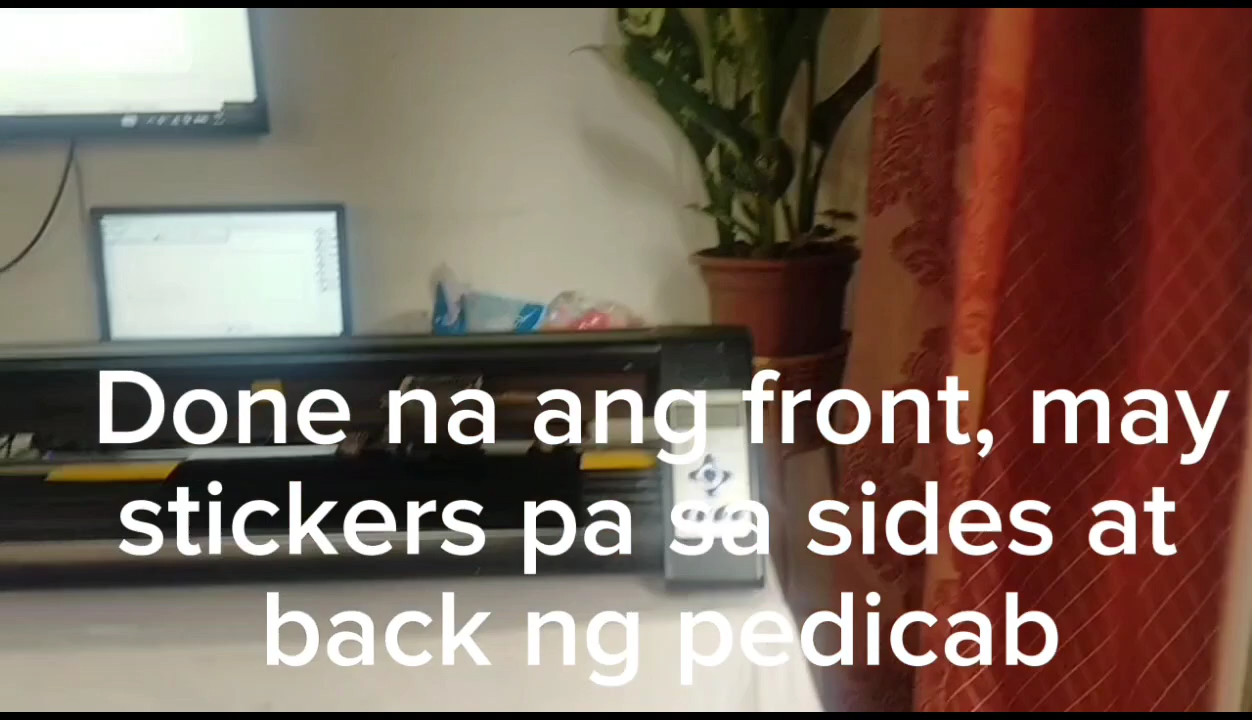 Done na ang front, may
stickers pa sa sides at
back ng pedicab